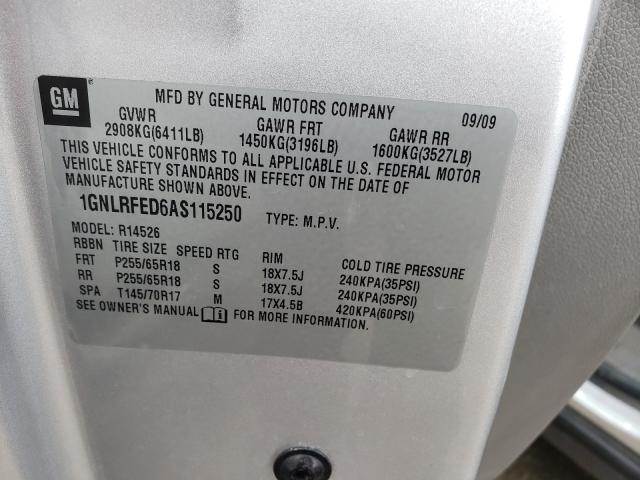 GM
MFD BY GENERAL MOTORS COMPANY 09/09
GVWR GAWR FRT GAWR RR
2908KG(6411LB) 1450KG(3196LB) 1600KG(3527LB)
THIS VEHICLE CONFORMS TO ALL APPLICABLE U.S. FEDERAL MOTOR
VEHICLE SAFETY STANDARDS IN EFFECT ON THE DATE OF
MANUFACTURE SHOWN ABOVE.
1GNLRFED6AS115250 TYPE: M.P.V.
MODEL: R14526
RBBN TIRE SIZE SPEED RTG RIM COLD TIRE PRESSURE
FRT P255/65R18 S 18X7.5J 240KPA(35PSI)
RR P255/65R18 S 18X7.5J 240KPA(35PSI)
SPA T145/70R17 M 17X4.5B 420KPA(60PSI)
SEE OWNER'S MANUAL FOR MORE INFORMATION.